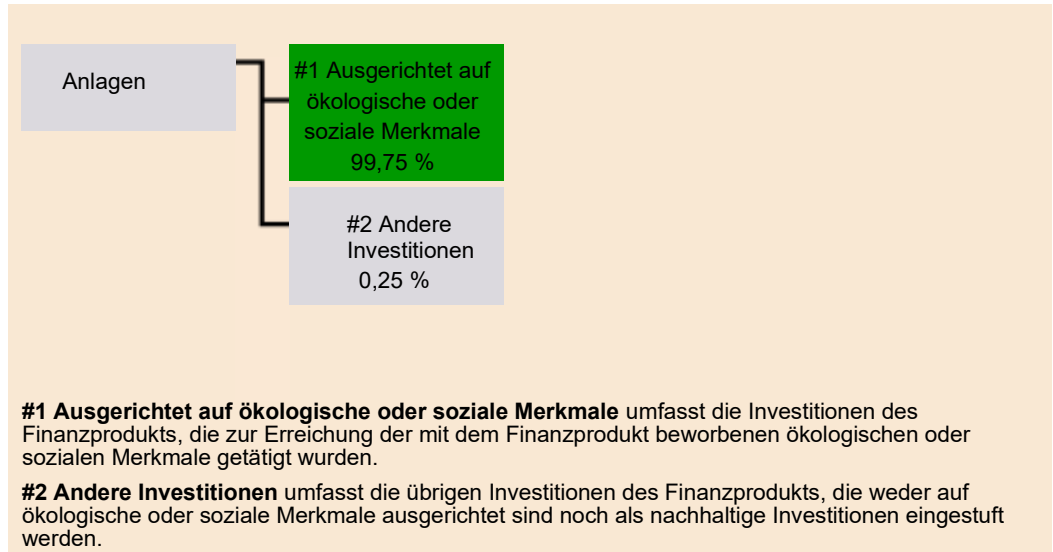 Anlagen
#1 Ausgerichtet auf
ökologische oder
soziale Merkmale
99,75 %
#2 Andere
Investitionen
0,25 %
#1 Ausgerichtet auf ökologische oder soziale Merkmale umfasst die Investitionen des
Finanzprodukts, die zur Erreichung der mit dem Finanzprodukt beworbenen ökologischen oder
sozialen Merkmale getätigt wurden.
#2 Andere Investitionen umfasst die übrigen Investitionen des Finanzprodukts, die weder auf
ökologische oder soziale Merkmale ausgerichtet sind noch als nachhaltige Investitionen eingestuft
werden.